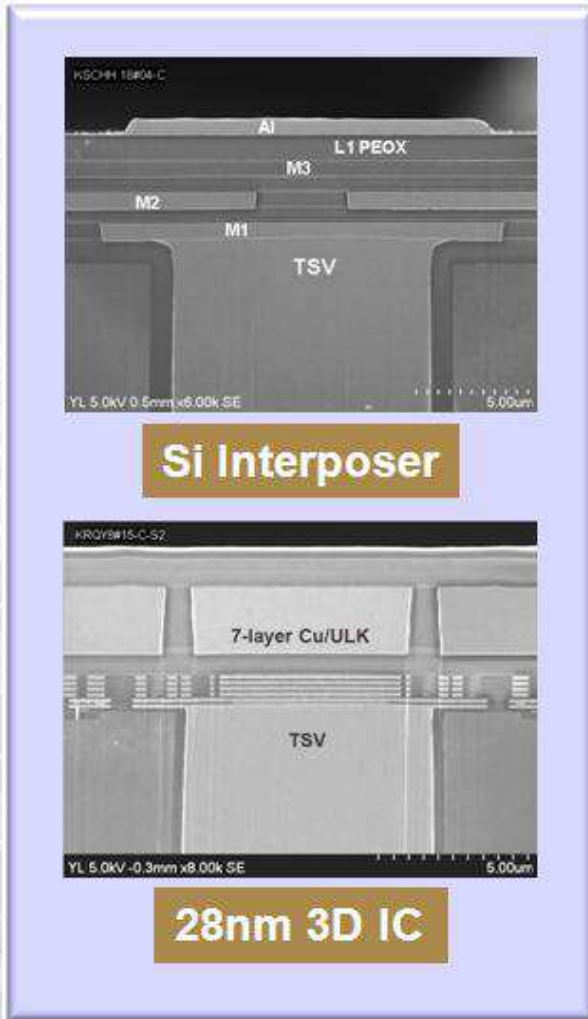 KSCHH 18#04-C
Al
L1 PEOX
M3
M2
M1
TSV
YL 5.0kV 0.5mm x6.00k SE
5.00um
Si Interposer
KRQY8#15-C-S2
7-layer Cu/ULK
TSV
YL 5.0kV -0.3mm x8.00k SE
5.00um
28nm 3D IC